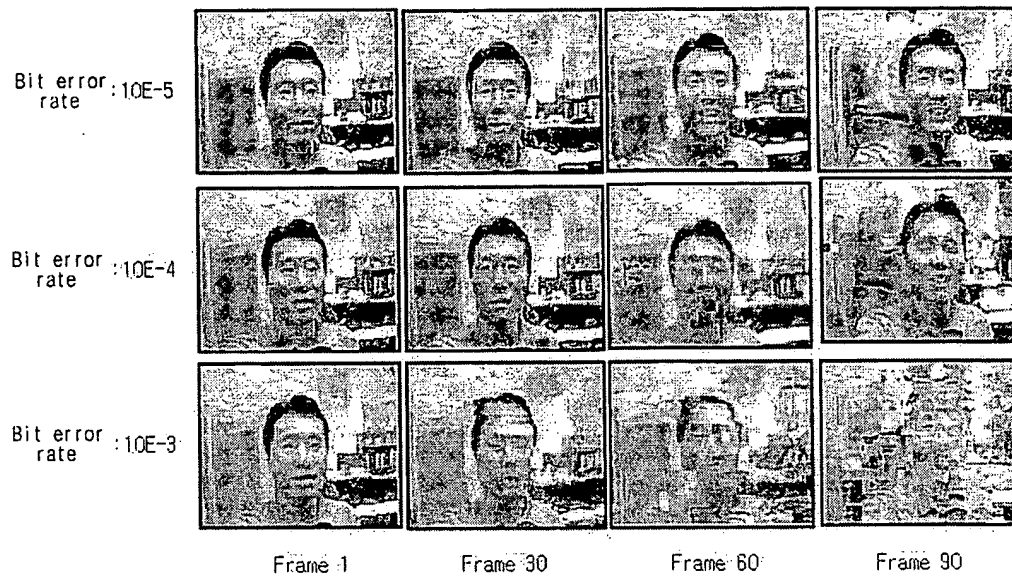 Bit error
rate : 1.0E-5
Bit error
rate : 1.0E-4
Bit error
rate : 1.0E-3
Frame 1 Frame 30 Frame 60 Frame 90